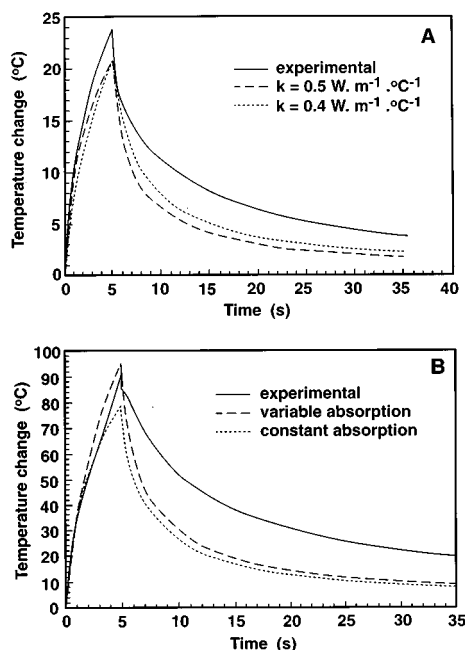 A
Temperature change (°C)
25
20
15
10
5
0
experimental
k = 0.5 W. m⁻¹ .°C⁻¹
k = 0.4 W. m⁻¹ .°C⁻¹
0 5 10 15 20 25 30 35 40
Time (s)
B
Temperature change (°C)
100
90
80
70
60
50
40
30
20
10
0
experimental
variable absorption
constant absorption
0 5 10 15 20 25 30 35
Time (s)